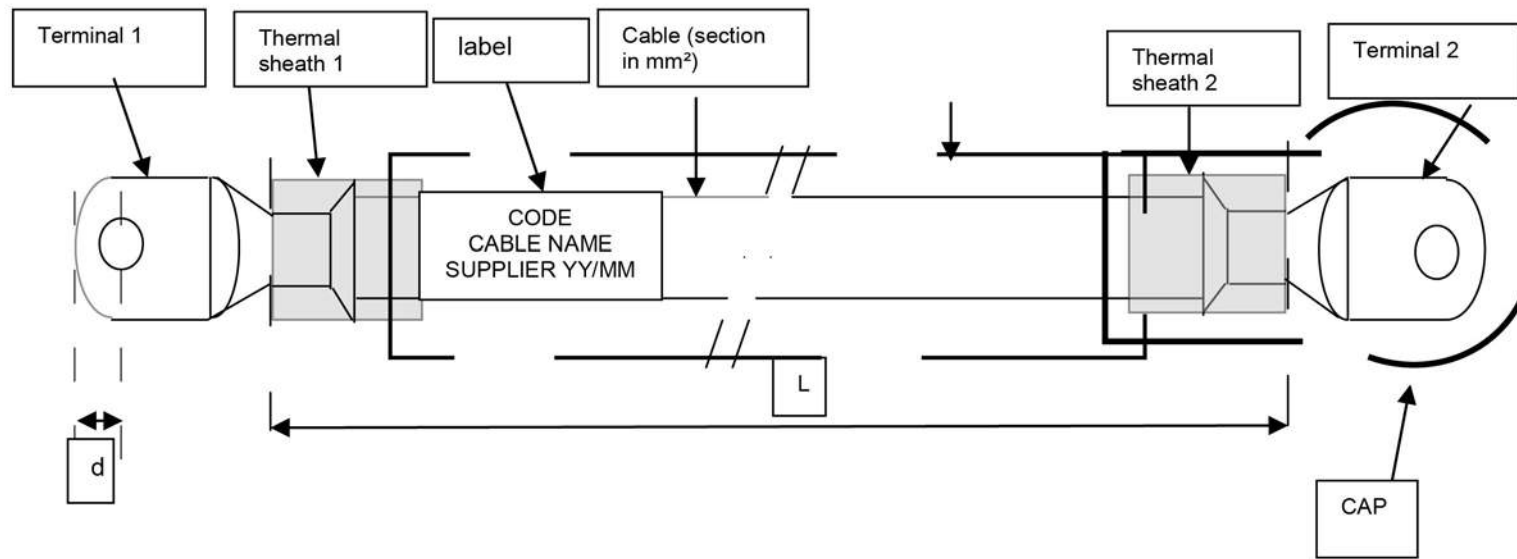 Terminal 1
Thermal
sheath 1
label
Cable (section
in mm²)
Thermal
sheath 2
Terminal 2
CODE
CABLE NAME
SUPPLIER YY/MM
L
d
CAP